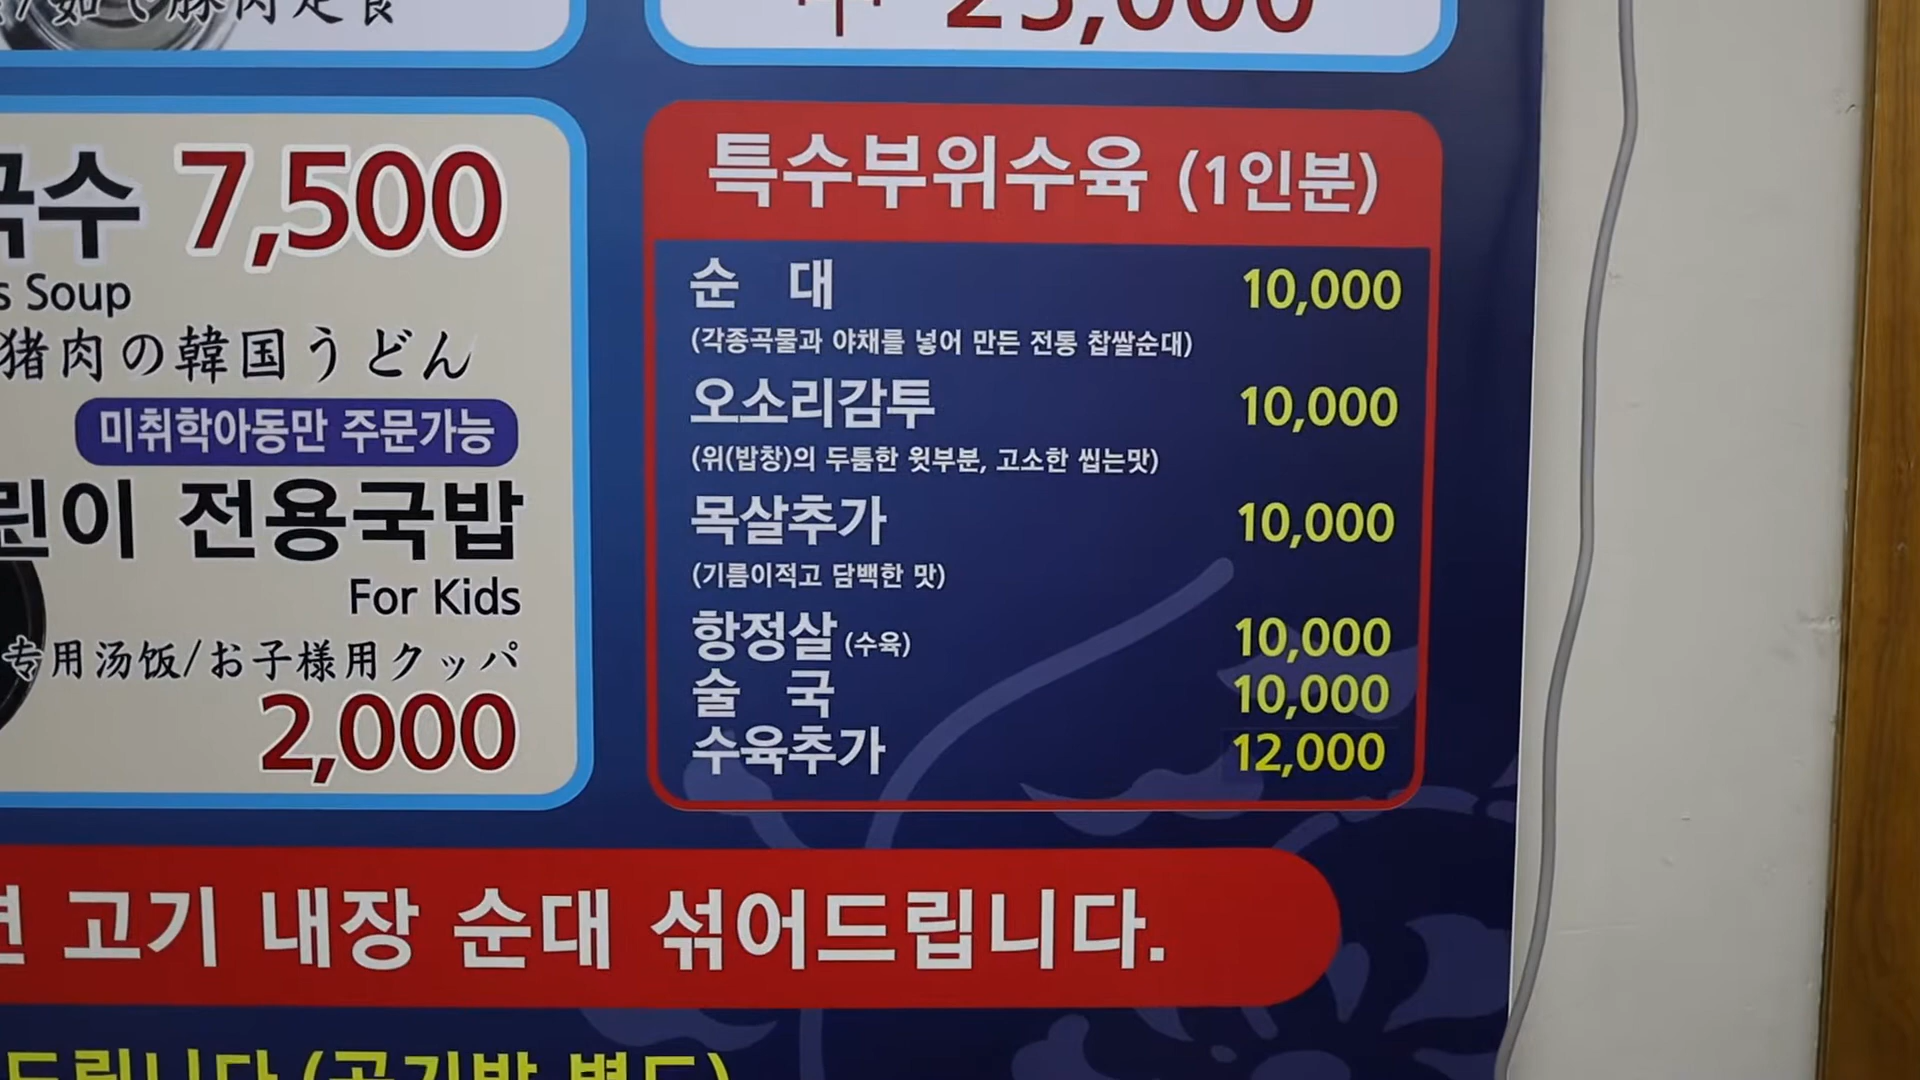 국수 7,500
s Soup
猪肉の韓国うどん
미취학아동만 주문가능
린이 전용국밥
For Kids
专用汤饭/お子様用クッパ
2,000
25,000
특수부위수육 (1인분)
순 대 10,000
(각종곡물과 야채를 넣어 만든 전통 찹쌀순대)
오소리감투 10,000
(위(밥창)의 두툼한 윗부분, 고소한 씹는맛)
목살추가 10,000
(기름이적고 담백한 맛)
항정살 (수육) 10,000
술 국 10,000
수육추가 12,000
고기 내장 순대 섞어드립니다.
드립니다 (공기밥 별도)